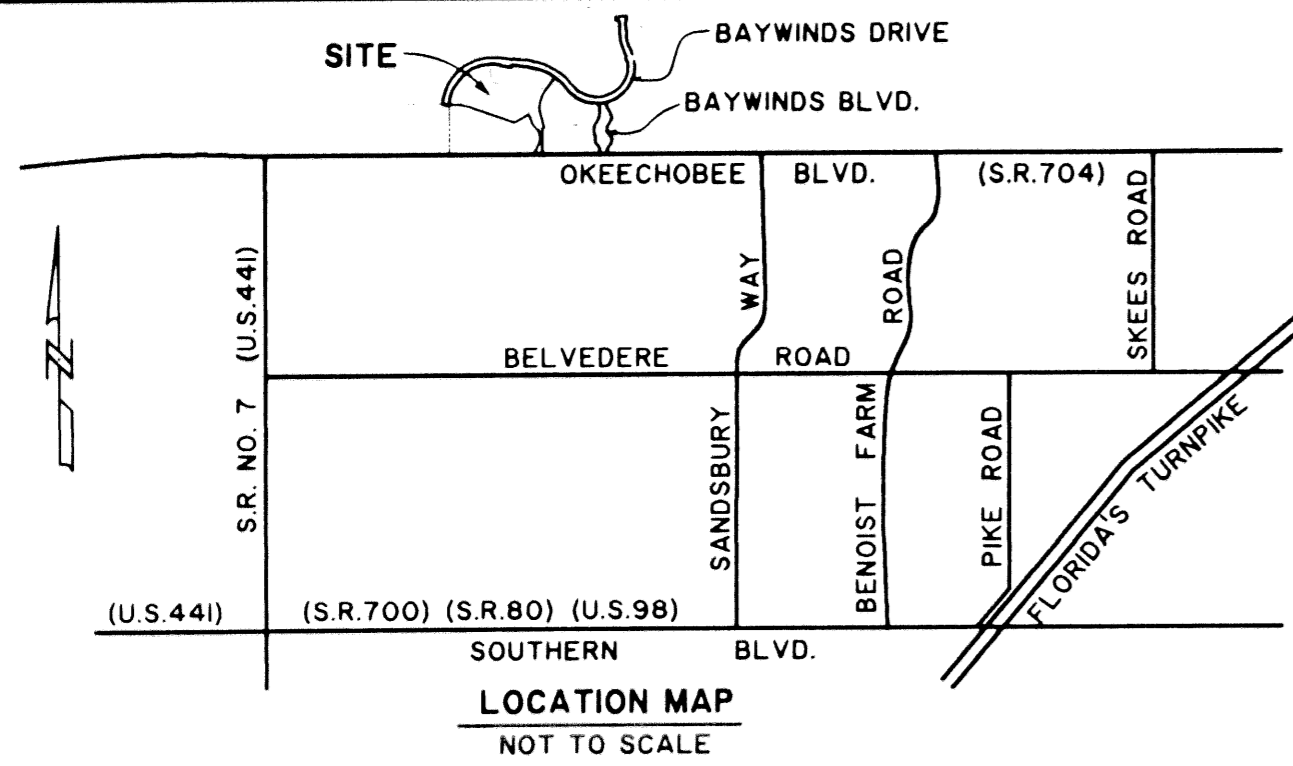 BAYWINDS DRIVE
SITE
BAYWINDS BLVD.
OKEECHOBEE BLVD. (S.R.704)
SKEES ROAD
S.R. NO. 7 (U.S.441)
SANDSBURY WAY
BENOIST FARM ROAD
BELVEDERE ROAD
N
PIKE ROAD
FLORIDA'S TURNPIKE
(U.S.441) (S.R.700) (S.R.80) (U.S.98)
SOUTHERN BLVD.
LOCATION MAP
NOT TO SCALE